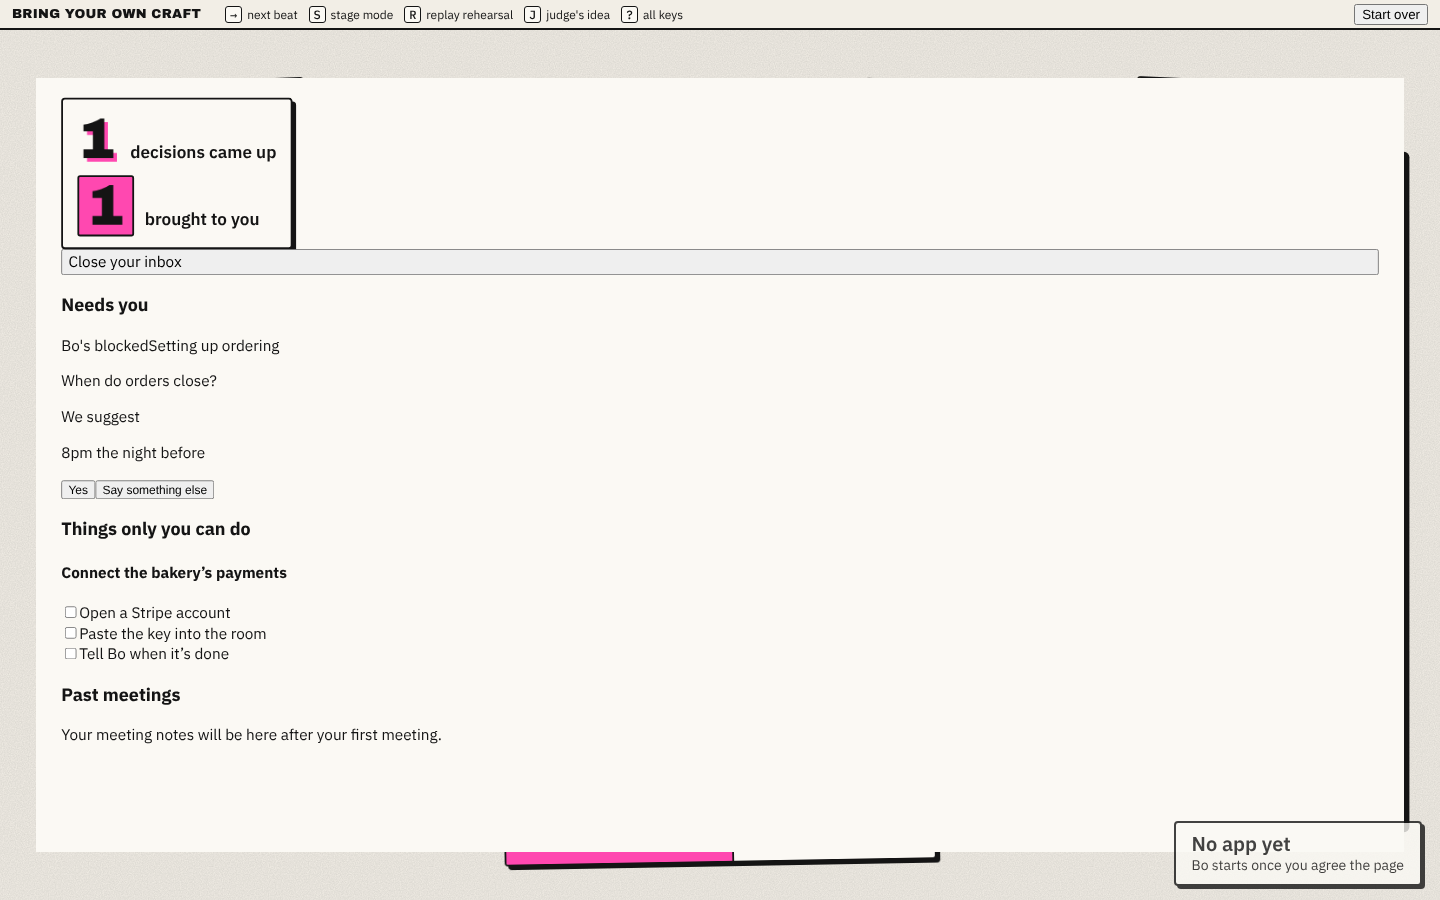 BRING YOUR OWN CRAFT → next beat S stage mode R replay rehearsal J judge's idea ? all keys Start over
1 decisions came up
1 brought to you
Close your inbox
Needs you
Bo's blockedSetting up ordering
When do orders close?
We suggest
8pm the night before
Yes Say something else
Things only you can do
Connect the bakery’s payments
Open a Stripe account
Paste the key into the room
Tell Bo when it’s done
Past meetings
Your meeting notes will be here after your first meeting.
No app yet
Bo starts once you agree the page